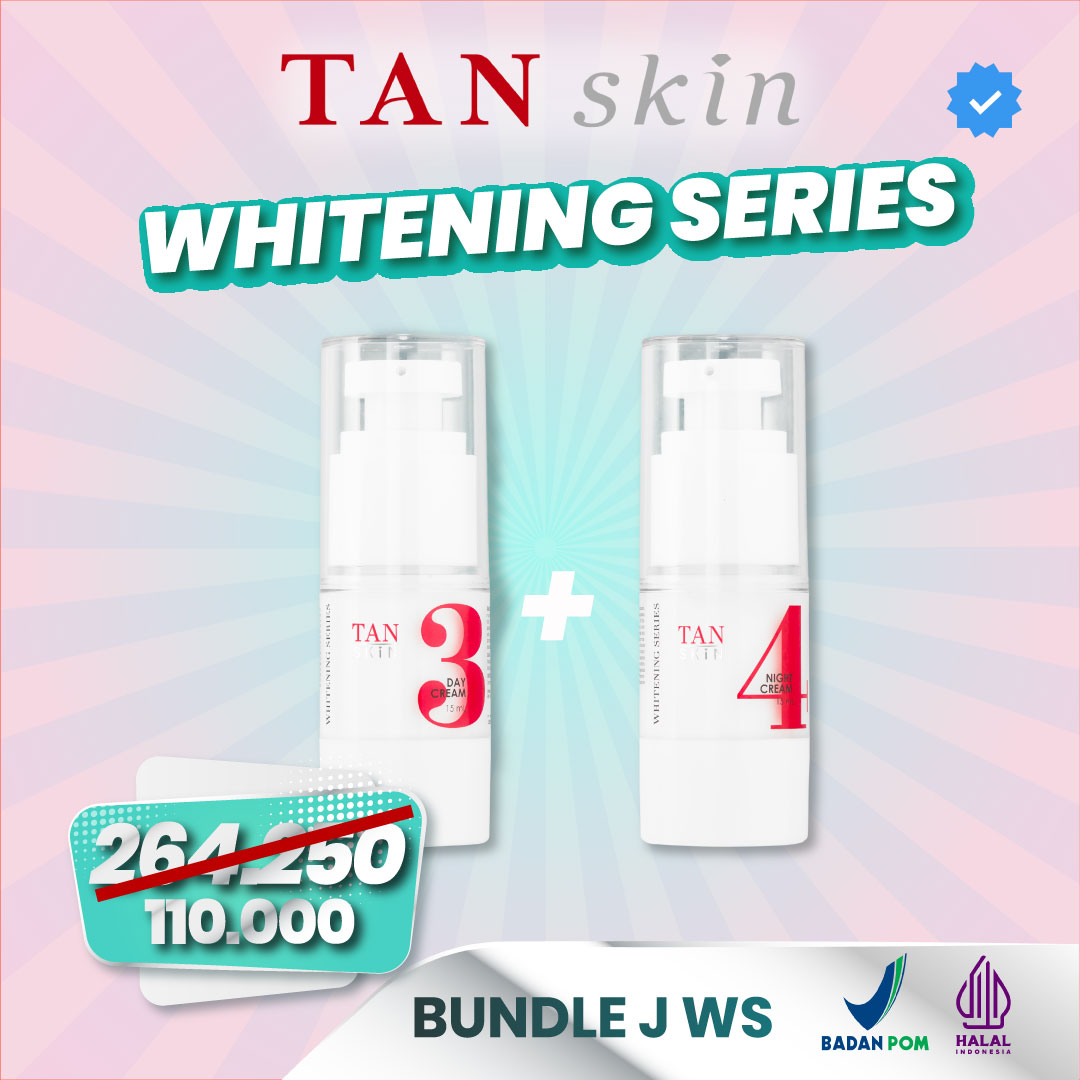 TAN skin
WHITENING SERIES
WHITENING SERIES
TAN
SKiN
3
DAY
CREAM
15 ml
WHITENING SERIES
TAN
SKiN
4
NIGHT
CREAM
15 ml
264.250
110.000
BUNDLE J WS
BADAN POM
HALAL
INDONESIA